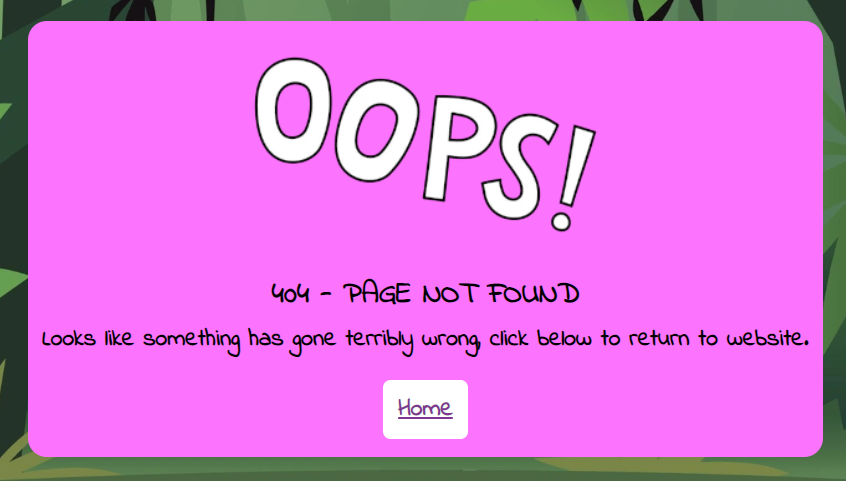 OOPS!
404 - PAGE NOT FOUND
Looks like something has gone terribly wrong, click below to return to website.
Home